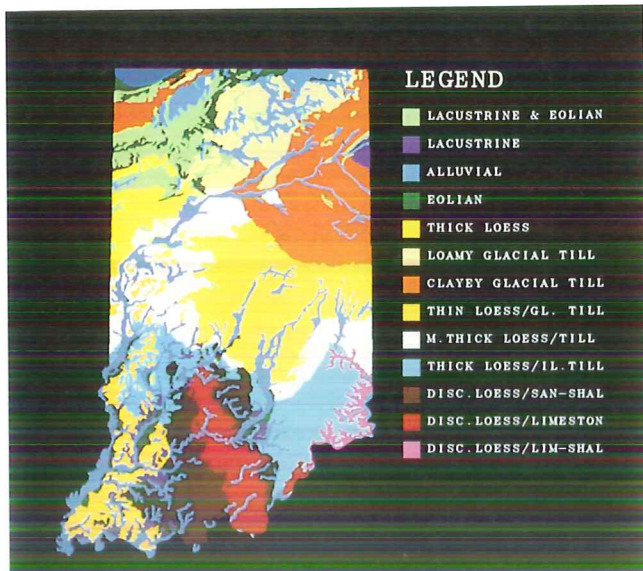 LEGEND
LACUSTRINE & EOLIAN
LACUSTRINE
ALLUVIAL
EOLIAN
THICK LOESS
LOAMY GLACIAL TILL
CLAYEY GLACIAL TILL
THIN LOESS/GL. TILL
M.THICK LOESS/TILL
THICK LOESS/IL.TILL
DISC.LOESS/SAN-SHAL
DISC.LOESS/LIMESTON
DISC.LOESS/LIM-SHAL